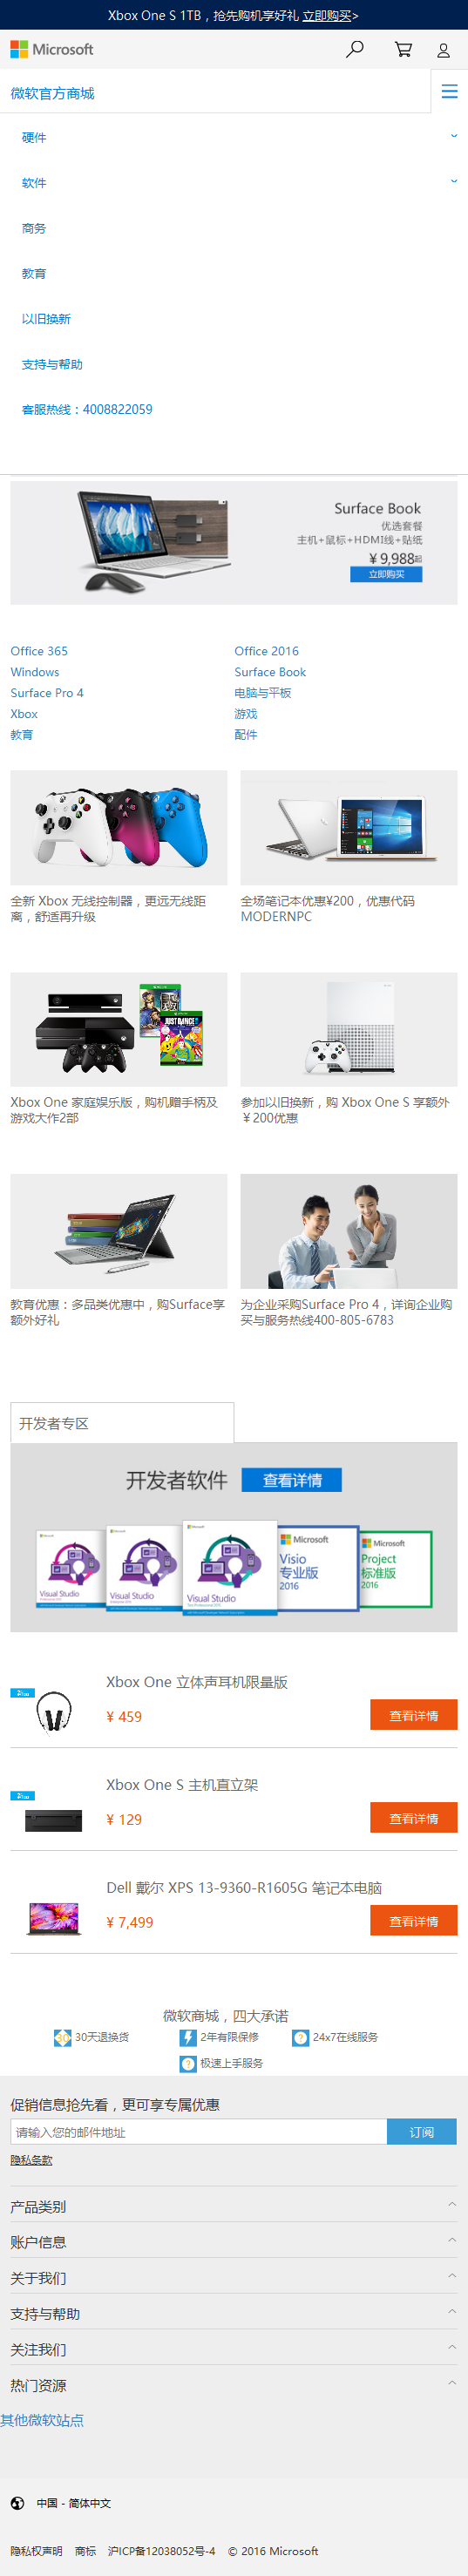 Xbox One S 1TB，抢先购机享好礼 立即购买>
Microsoft
微软官方商城
硬件
软件
商务
教育
以旧换新
支持与帮助
客服热线：4008822059
Surface Book
优选套餐
主机+鼠标+HDMI线+贴纸
¥9,988起
立即购买
Office 365
Office 2016
Windows
Surface Book
Surface Pro 4
电脑与平板
Xbox
游戏
教育
配件
全新 Xbox 无线控制器，更远无线距
离，舒适再升级
全场笔记本优惠¥200，优惠代码
MODERNPC
JUST DANCE
Xbox One 家庭娱乐版，购机赠手柄及
游戏大作2部
参加以旧换新，购 Xbox One S 享额外
￥200优惠
教育优惠：多品类优惠中，购Surface享
额外好礼
为企业采购Surface Pro 4，详询企业购
买与服务热线400-805-6783
开发者专区
开发者软件 查看详情
Visual Studio
Visual Studio
Microsoft
Visual Studio
Microsoft
Visio
专业版
2016
Microsoft
Project
标准版
2016
Xbox One 立体声耳机限量版
¥ 459
查看详情
Xbox One S 主机直立架
¥ 129
查看详情
Dell 戴尔 XPS 13-9360-R1605G 笔记本电脑
¥ 7,499
查看详情
微软商城，四大承诺
30 30天退换货
2年有限保修
? 24x7在线服务
? 极速上手服务
促销信息抢先看，更可享专属优惠
请输入您的邮件地址
订阅
隐私条款
产品类别
账户信息
关于我们
支持与帮助
关注我们
热门资源
其他微软站点
中国 - 简体中文
隐私权声明 商标 沪ICP备12038052号-4 © 2016 Microsoft